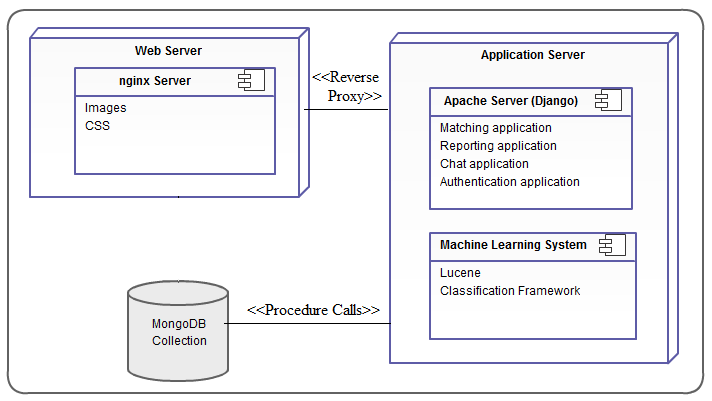 Web Server
nginx Server
Images
CSS
<<Reverse
Proxy>>
Application Server
Apache Server (Django)
Matching application
Reporting application
Chat application
Authentication application
Machine Learning System
Lucene
Classification Framework
MongoDB
Collection
<<Procedure Calls>>